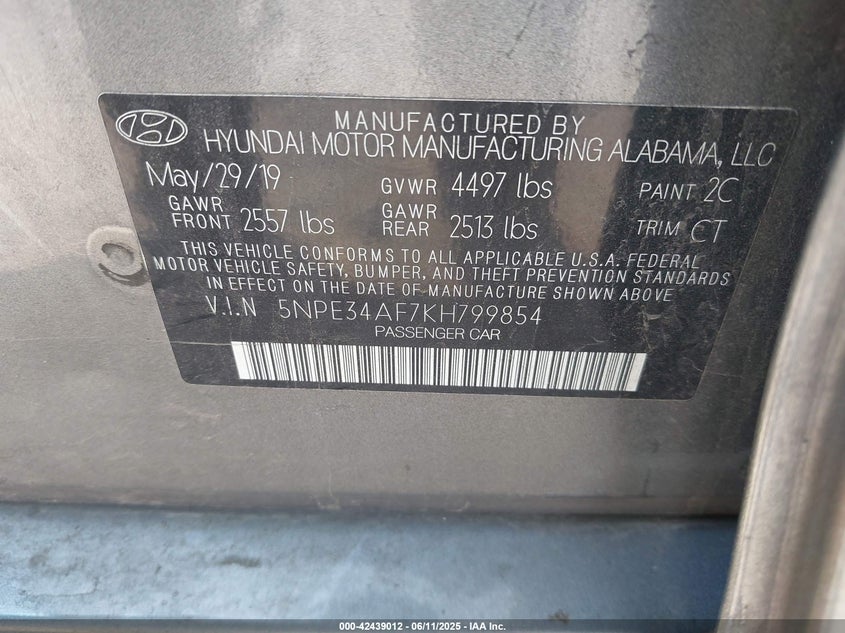 MANUFACTURED BY
HYUNDAI MOTOR MANUFACTURING ALABAMA, LLC
May/29/19 GVWR 4497 lbs PAINT 2C
GAWR FRONT 2557 lbs GAWR REAR 2513 lbs TRIM CT
THIS VEHICLE CONFORMS TO ALL APPLICABLE U.S.A. FEDERAL
MOTOR VEHICLE SAFETY, BUMPER, AND THEFT PREVENTION STANDARDS
IN EFFECT ON THE DATE OF MANUFACTURE SHOWN ABOVE
V.I.N 5NPE34AF7KH799854
PASSENGER CAR
000-42439012 - 06/11/2025 - IAA Inc.